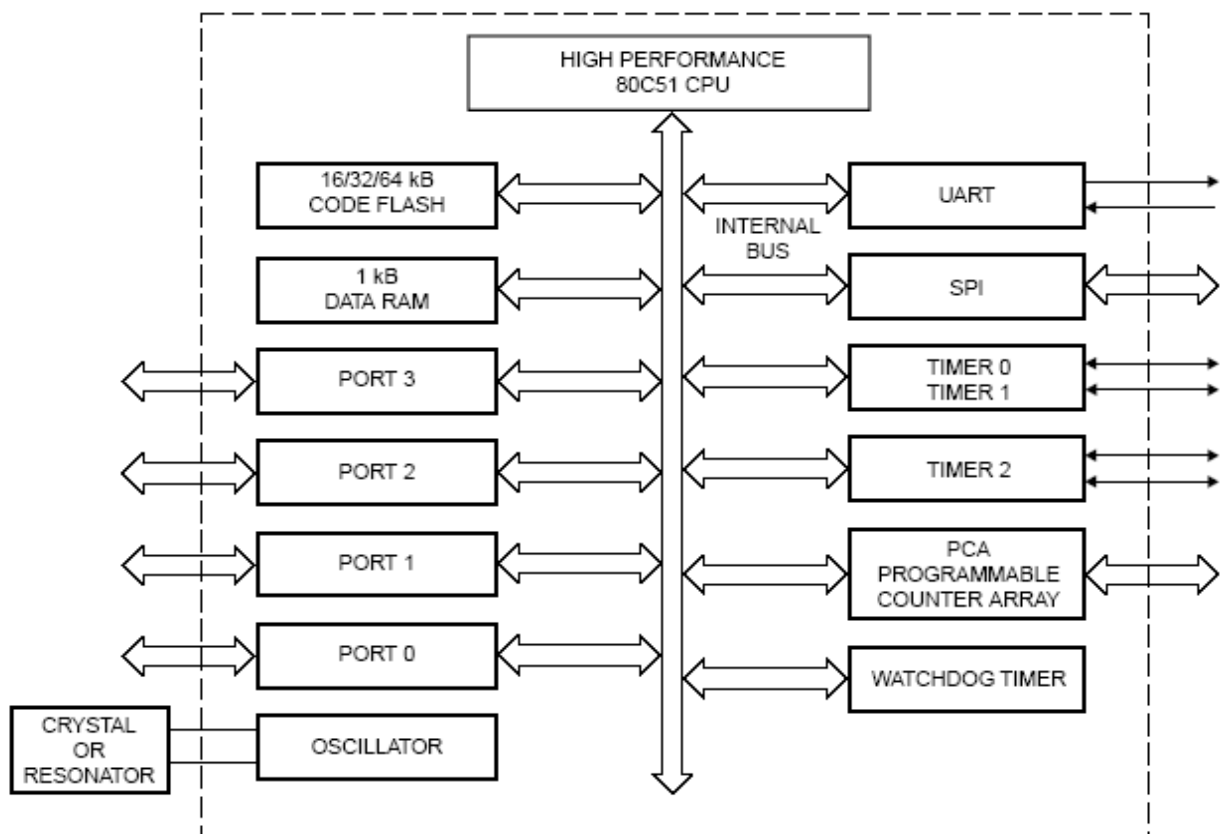 HIGH PERFORMANCE
80C51 CPU
16/32/64 kB
CODE FLASH
UART
INTERNAL
BUS
1 kB
DATA RAM
SPI
PORT 3
TIMER 0
TIMER 1
PORT 2
TIMER 2
PORT 1
PCA
PROGRAMMABLE
COUNTER ARRAY
PORT 0
WATCHDOG TIMER
CRYSTAL
OR
RESONATOR
OSCILLATOR